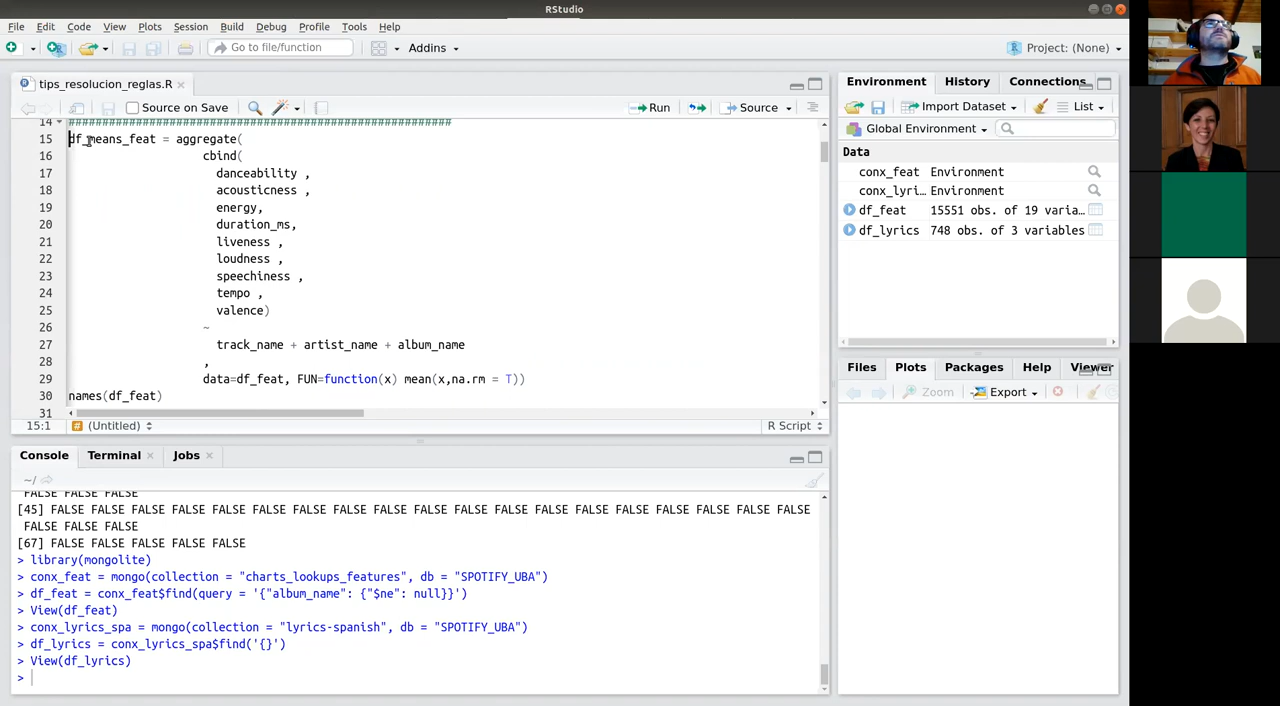 RStudio
File Edit Code View Plots Session Build Debug Profile Tools Help
Go to file/function Addins Project: (None)
tips_resolucion_reglas.R
Source on Save Run Source
14 #########################################################
15 df_means_feat = aggregate(
16 cbind(
17 danceability ,
18 acousticness ,
19 energy,
20 duration_ms,
21 liveness ,
22 loudness ,
23 speechiness ,
24 tempo ,
25 valence)
26 ~
27 track_name + artist_name + album_name
28 ,
29 data=df_feat, FUN=function(x) mean(x,na.rm = T))
30 names(df_feat)
31
15:1 # (Untitled) R Script
Console Terminal Jobs
~/
FALSE FALSE FALSE
[45] FALSE FALSE FALSE FALSE FALSE FALSE FALSE FALSE FALSE FALSE FALSE FALSE FALSE FALSE FALSE FALSE FALSE FALSE FALSE
FALSE FALSE FALSE
[67] FALSE FALSE FALSE FALSE FALSE
> library(mongolite)
> conx_feat = mongo(collection = "charts_lookups_features", db = "SPOTIFY_UBA")
> df_feat = conx_feat$find(query = '{"album_name": {"$ne": null}}')
> View(df_feat)
> conx_lyrics_spa = mongo(collection = "lyrics-spanish", db = "SPOTIFY_UBA")
> df_lyrics = conx_lyrics_spa$find('{}')
> View(df_lyrics)
>
Environment History Connections
Import Dataset List
Global Environment
Data
conx_feat Environment
conx_lyri… Environment
df_feat 15551 obs. of 19 varia…
df_lyrics 748 obs. of 3 variables
Files Plots Packages Help Viewer
Zoom Export